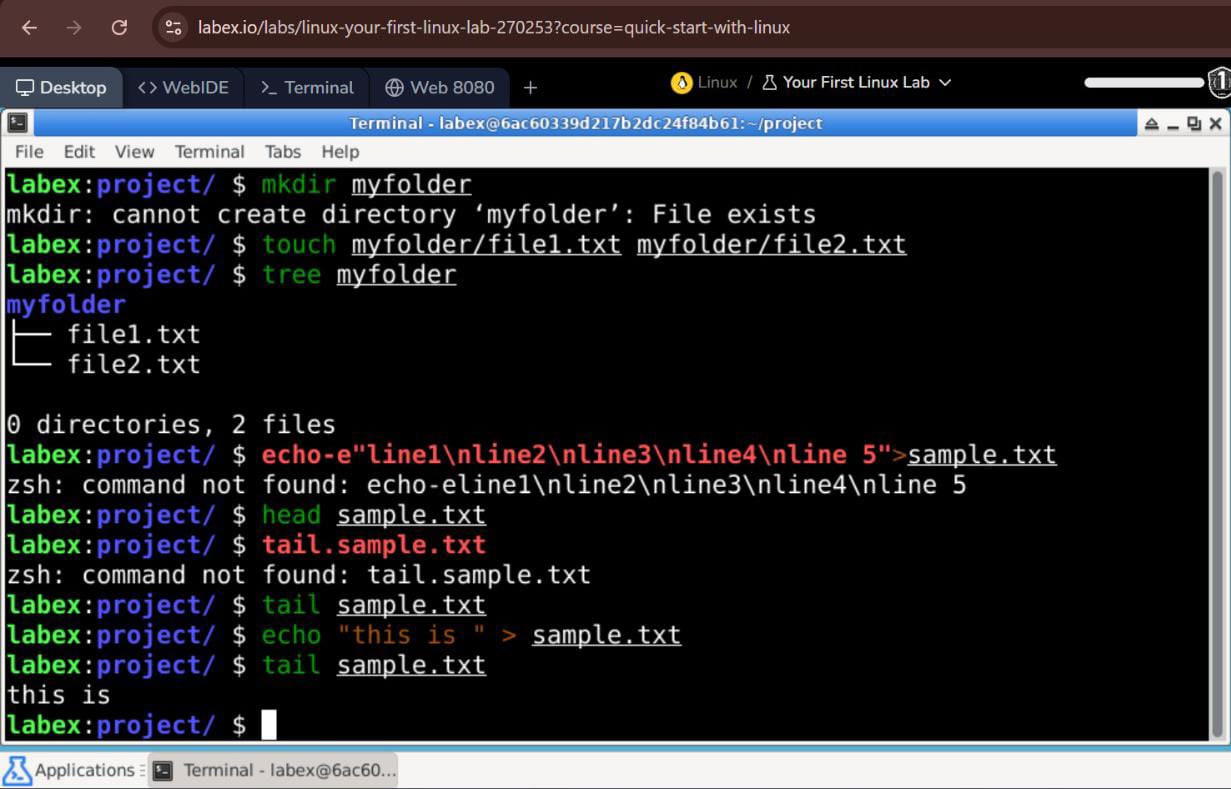 labex.io/labs/linux-your-first-linux-lab-270253?course=quick-start-with-linux
Desktop <> WebIDE >_ Terminal Web 8080 + Linux / Your First Linux Lab 1
Terminal - labex@6ac60339d217b2dc24f84b61:~/project
File Edit View Terminal Tabs Help
labex:project/ $ mkdir myfolder
mkdir: cannot create directory ‘myfolder’: File exists
labex:project/ $ touch myfolder/file1.txt myfolder/file2.txt
labex:project/ $ tree myfolder
myfolder
├── file1.txt
└── file2.txt
0 directories, 2 files
labex:project/ $ echo-e"line1\nline2\nline3\nline4\nline 5">sample.txt
zsh: command not found: echo-eline1\nline2\nline3\nline4\nline 5
labex:project/ $ head sample.txt
labex:project/ $ tail.sample.txt
zsh: command not found: tail.sample.txt
labex:project/ $ tail sample.txt
labex:project/ $ echo "this is " > sample.txt
labex:project/ $ tail sample.txt
this is
labex:project/ $
Applications Terminal - labex@6ac60...